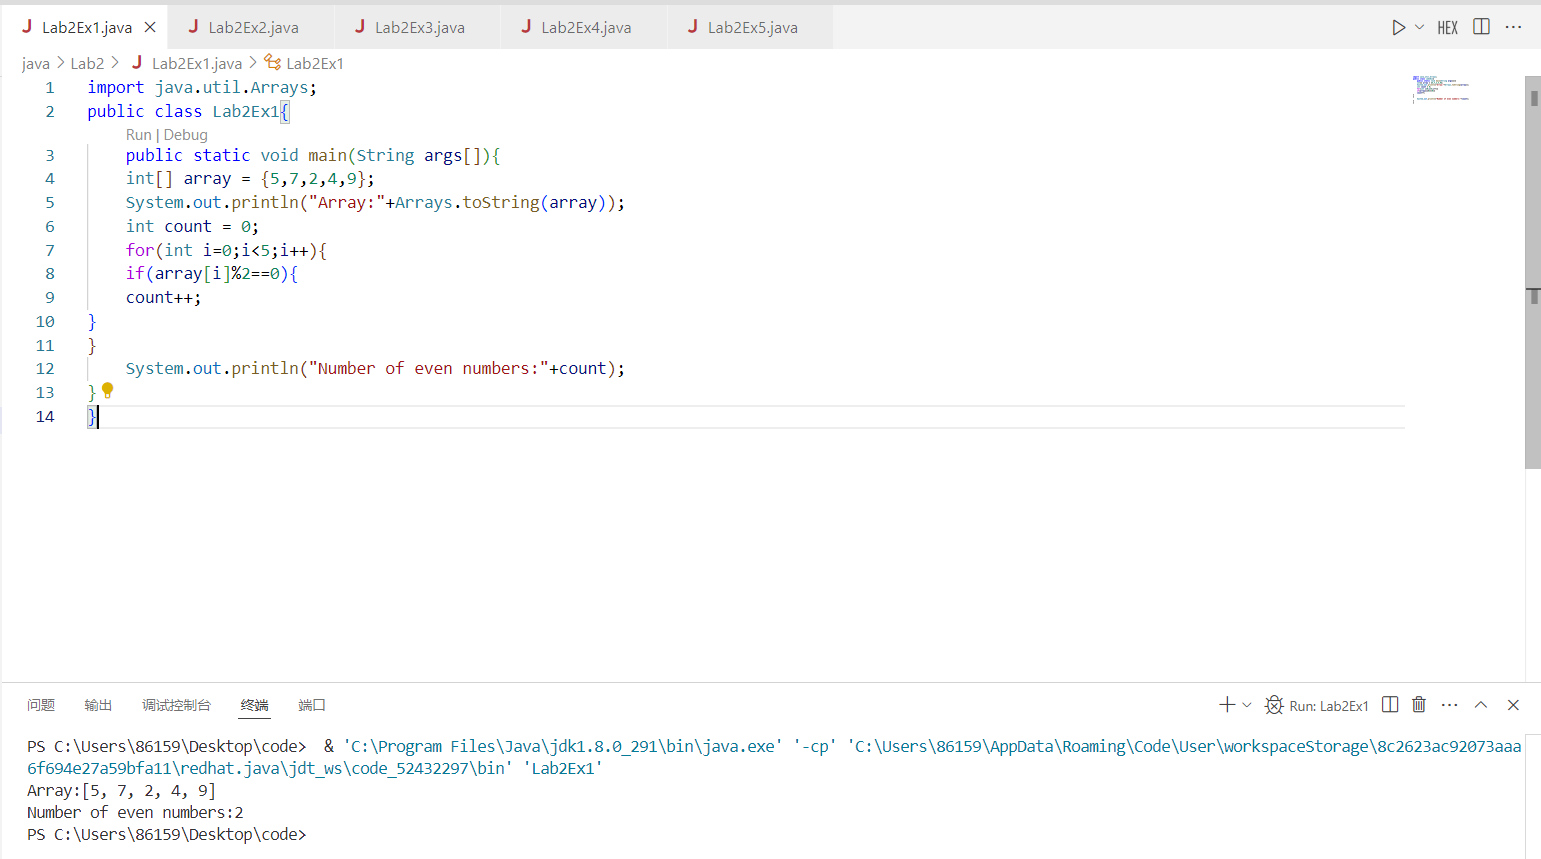 J Lab2Ex1.java × J Lab2Ex2.java J Lab2Ex3.java J Lab2Ex4.java J Lab2Ex5.java HEX ···
java > Lab2 > J Lab2Ex1.java > Lab2Ex1
1 import java.util.Arrays;
2 public class Lab2Ex1{
Run | Debug
3 public static void main(String args[]){
4 int[] array = {5,7,2,4,9};
5 System.out.println("Array:"+Arrays.toString(array));
6 int count = 0;
7 for(int i=0;i<5;i++){
8 if(array[i]%2==0){
9 count++;
10 }
11 }
12 System.out.println("Number of even numbers:"+count);
13 }
14 }
问题 输出 调试控制台 终端 端口 Run: Lab2Ex1 ···
PS C:\Users\86159\Desktop\code> & 'C:\Program Files\Java\jdk1.8.0_291\bin\java.exe' '-cp' 'C:\Users\86159\AppData\Roaming\Code\User\workspaceStorage\8c2623ac92073aaa
6f694e27a59bfa11\redhat.java\jdt_ws\code_52432297\bin' 'Lab2Ex1'
Array:[5, 7, 2, 4, 9]
Number of even numbers:2
PS C:\Users\86159\Desktop\code>